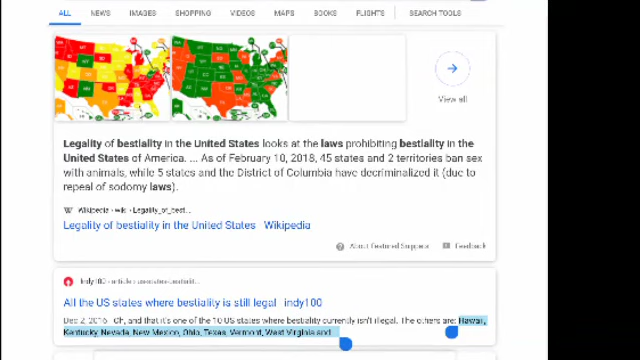 ALL NEWS IMAGES SHOPPING VIDEOS MAPS BOOKS FLIGHTS SEARCH TOOLS
View all
Legality of bestiality in the United States looks at the laws prohibiting bestiality in the
United States of America. ... As of February 10, 2018, 45 states and 2 territories ban sex
with animals, while 5 states and the District of Columbia have decriminalized it (due to
repeal of sodomy laws).
W Wikipedia › wiki › Legality_of_best...
Legality of bestiality in the United States Wikipedia
About Featured Snippets Feedback
All the US states where bestiality is still legal indy100
Dec 2, 2016 Oh, and that's one of the 10 US states where bestiality currently isn't illegal. The others are: Hawaii,
Kentucky, Nevada, New Mexico, Ohio, Texas, Vermont, West Virginia and ...